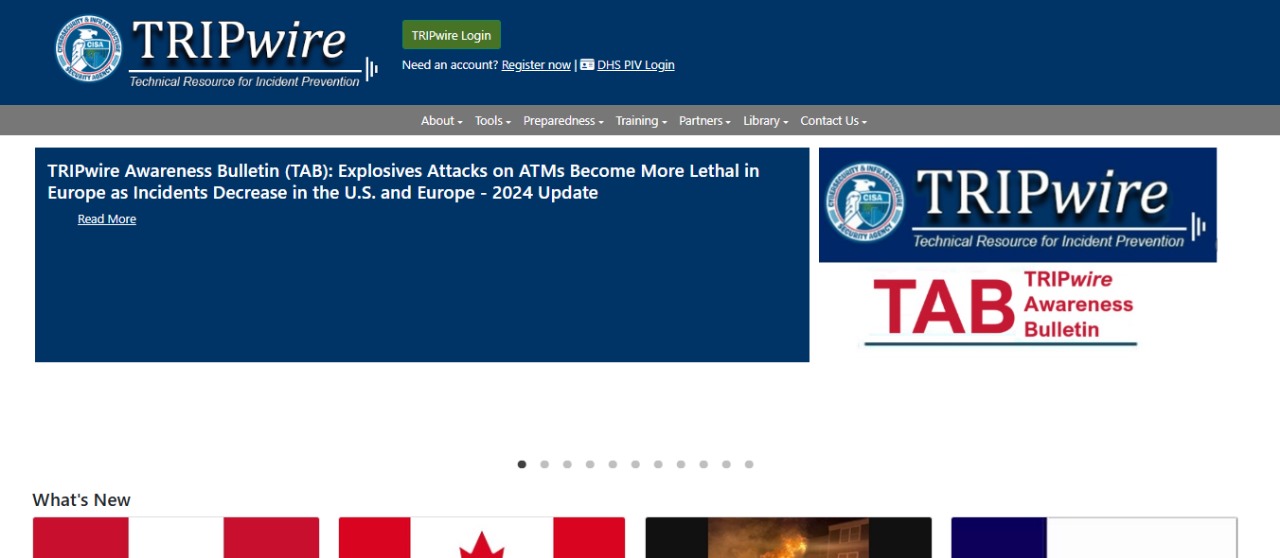 TRIPwire
Technical Resource for Incident Prevention
CISA
CYBERSECURITY & INFRASTRUCTURE
SECURITY AGENCY
TRIPwire Login
Need an account? Register now | DHS PIV Login
About Tools Preparedness Training Partners Library Contact Us
TRIPwire Awareness Bulletin (TAB): Explosives Attacks on ATMs Become More Lethal in
Europe as Incidents Decrease in the U.S. and Europe - 2024 Update
Read More
CYBERSECURITY & INFRASTRUCTURE
SECURITY AGENCY
CISA
TRIPwire
Technical Resource for Incident Prevention
TAB
TRIPwire
Awareness
Bulletin
What's New